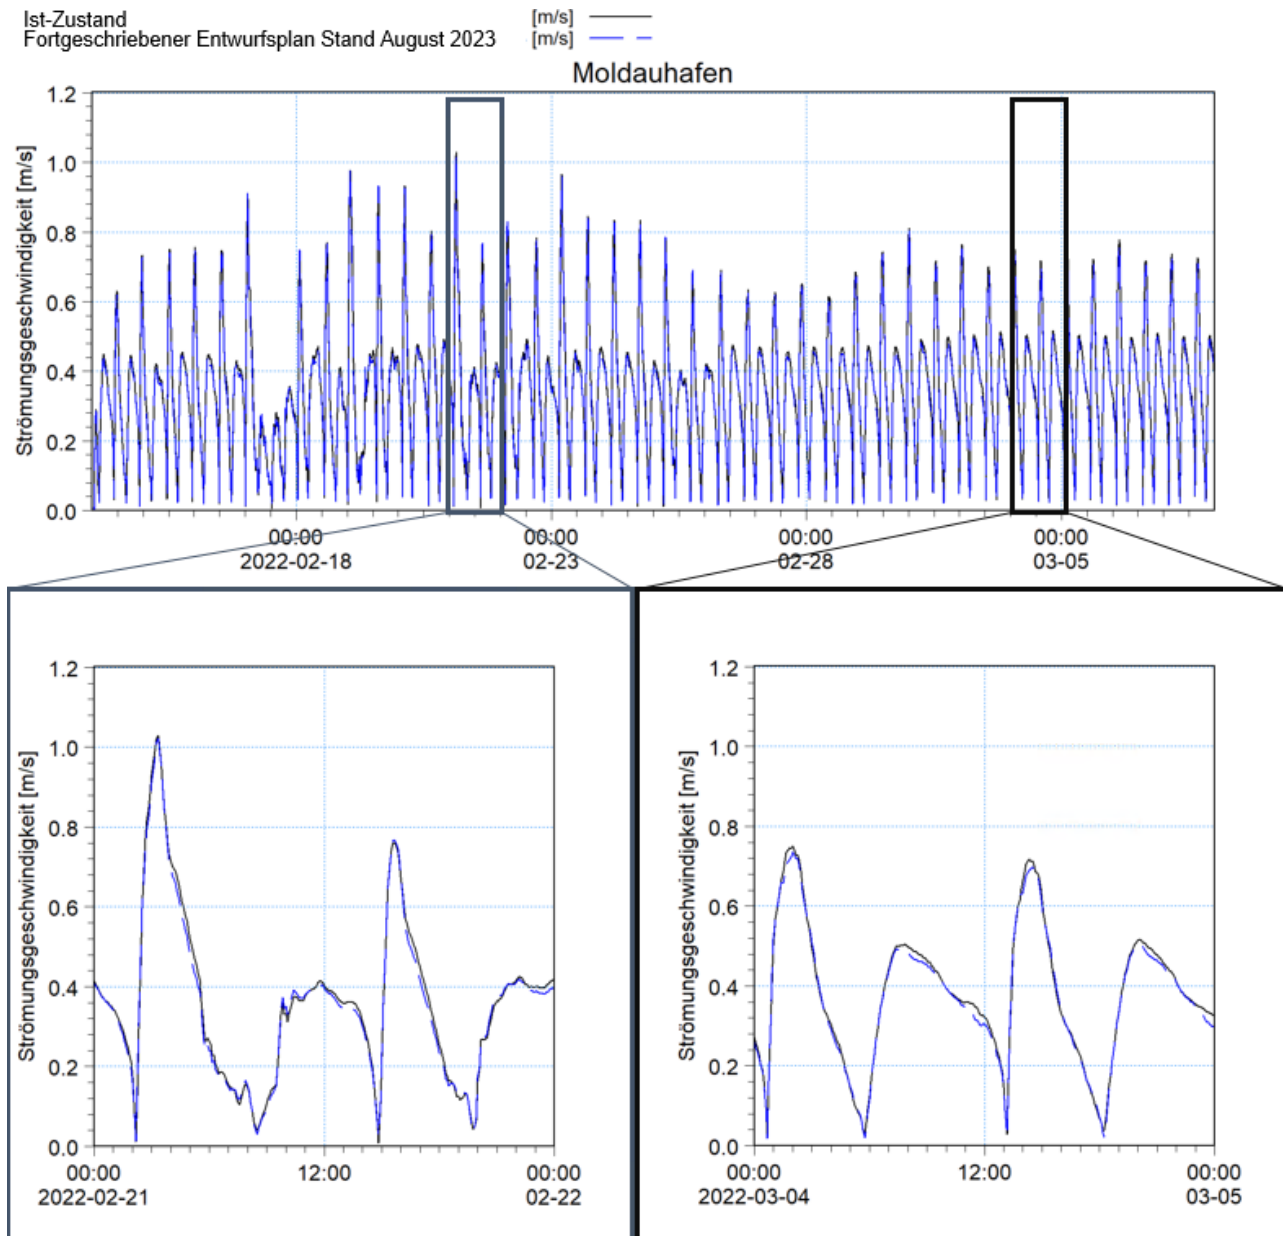 Ist-Zustand [m/s]
Fortgeschriebener Entwurfsplan Stand August 2023 [m/s]
Moldauhafen
Strömungsgeschwindigkeit [m/s]
1.2
1.0
0.8
0.6
0.4
0.2
0.0
00:00 00:00 00:00 00:00
2022-02-18 02-23 02-28 03-05
Strömungsgeschwindigkeit [m/s]
1.2
1.0
0.8
0.6
0.4
0.2
0.0
00:00 12:00 00:00
2022-02-21 02-22
Strömungsgeschwindigkeit [m/s]
1.2
1.0
0.8
0.6
0.4
0.2
0.0
00:00 12:00 00:00
2022-03-04 03-05